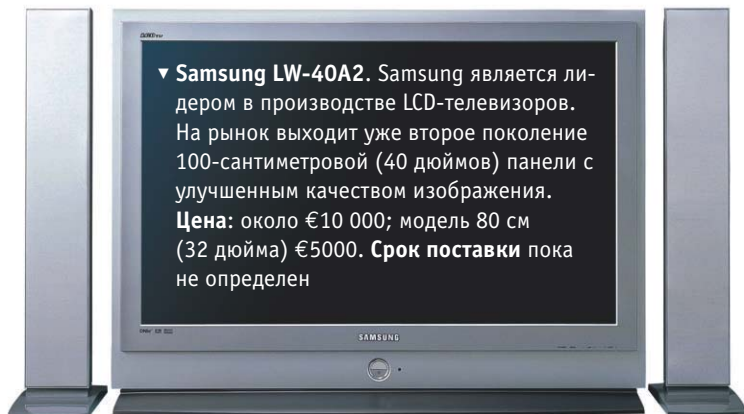 ▼ Samsung LW-40A2. Samsung является ли-
дером в производстве LCD-телевизоров.
На рынок выходит уже второе поколение
100-сантиметровой (40 дюймов) панели с
улучшенным качеством изображения.
Цена: около €10 000; модель 80 см
(32 дюйма) €5000. Срок поставки пока
не определен
SAMSUNG